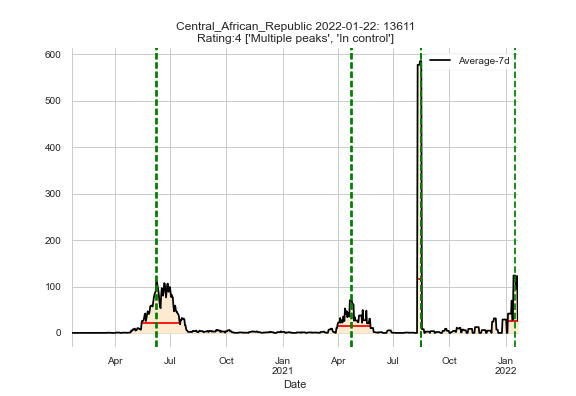 Central_African_Republic 2022-01-22: 13611
Rating:4 ['Multiple peaks', 'In control']
Average-7d
600
500
400
300
200
100
0
Apr
Jul
Oct
Jan
2021
Apr
Jul
Oct
Jan
2022
Date